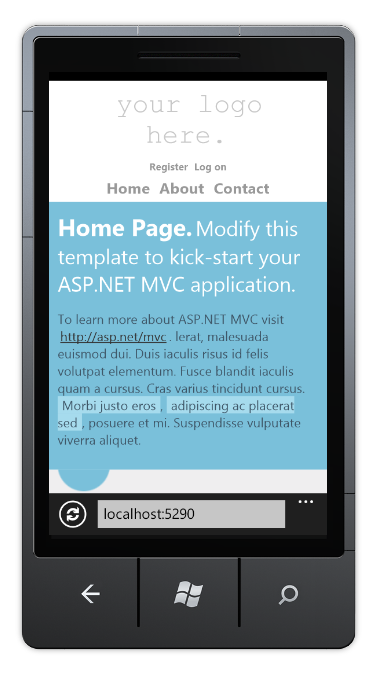 your logo
here.
Register Log on
Home About Contact
Home Page. Modify this
template to kick-start your
ASP.NET MVC application.
To learn more about ASP.NET MVC visit
http://asp.net/mvc . lerat, malesuada
euismod dui. Duis iaculis risus id felis
volutpat elementum. Fusce blandit iaculis
quam a cursus. Cras varius tincidunt cursus.
Morbi justo eros , adipiscing ac placerat
sed , posuere et mi. Suspendisse vulputate
viverra aliquet.
localhost:5290